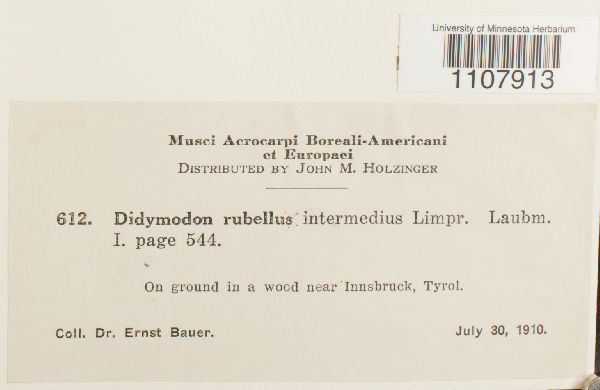 University of Minnesota Herbarium
1107913
Musci Acrocarpi Boreali-Americani
et Europaei
Distributed by John M. Holzinger
612. Didymodon rubellus intermedius Limpr. Laubm.
I. page 544.
On ground in a wood near Innsbruck, Tyrol.
Coll. Dr. Ernst Bauer. July 30, 1910.